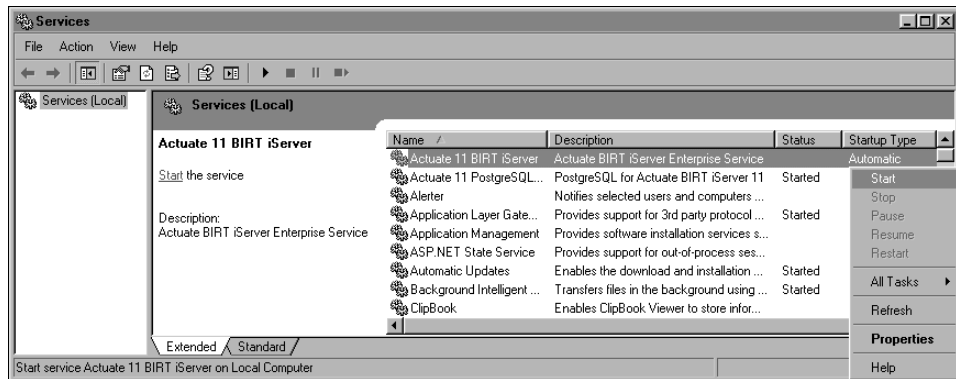 Services
File Action View Help
Services (Local)
Services (Local)
Actuate 11 BIRT iServer
Start the service
Description:
Actuate BIRT iServer Enterprise Service
Name Description Status Startup Type
Actuate 11 BIRT iServer Actuate BIRT iServer Enterprise Service Automatic
Actuate 11 PostgreSQL... PostgreSQL for Actuate BIRT iServer 11 Started
Alerter Notifies selected users and computers ...
Application Layer Gate... Provides support for 3rd party protocol ... Started
Application Management Provides software installation services s...
ASP.NET State Service Provides support for out-of-process ses...
Automatic Updates Enables the download and installation ... Started
Background Intelligent ... Transfers files in the background using ... Started
ClipBook Enables ClipBook Viewer to store infor...
Start
Stop
Pause
Resume
Restart
All Tasks
Refresh
Properties
Help
Extended Standard
Start service Actuate 11 BIRT iServer on Local Computer